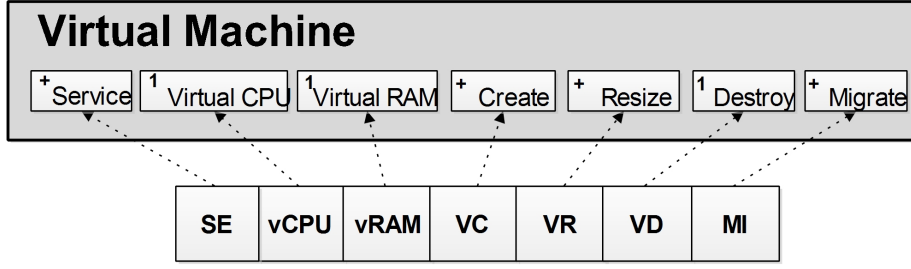 Virtual Machine
+ Service 1 Virtual CPU 1 Virtual RAM + Create + Resize 1 Destroy + Migrate
SE vCPU vRAM VC VR VD MI